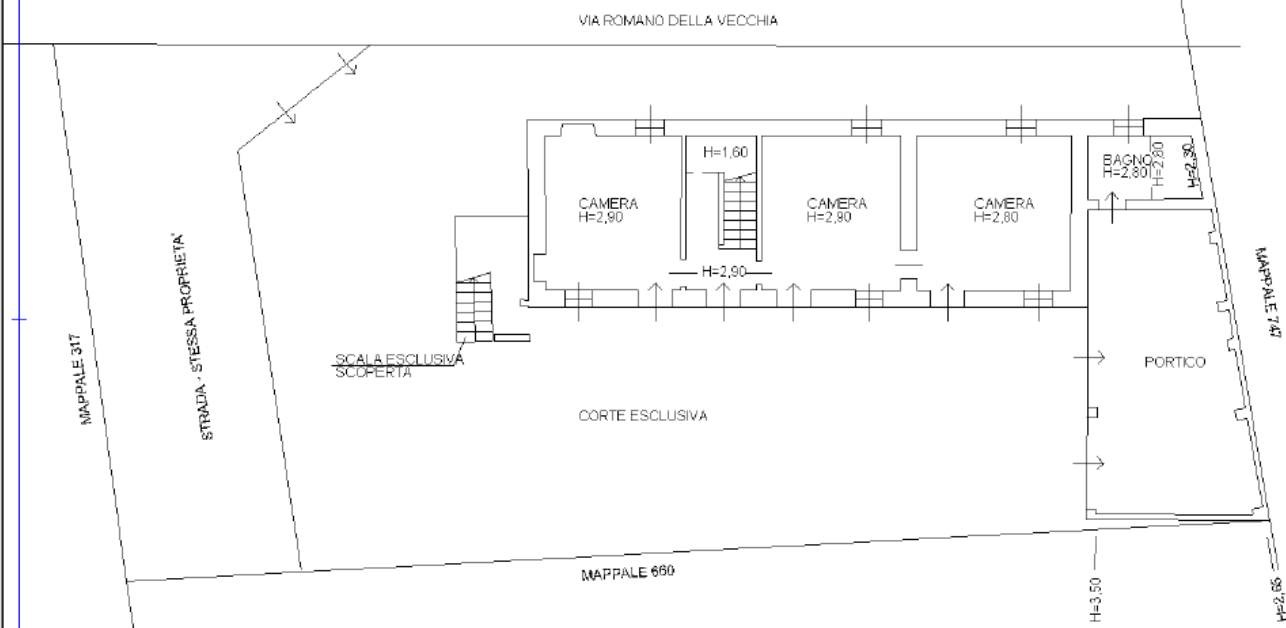 VIA ROMANO DELLA VECCHIA
H=1,60
BAGNO
H=2,80
H=2,80
H=2,30
CAMERA
H=2,90
CAMERA
H=2,90
CAMERA
H=2,80
H=2,90
STRADA - STESSA PROPRIETA'
MAPPALE 317
MAPPALE 747
SCALA ESCLUSIVA
SCOPERTA
PORTICO
CORTE ESCLUSIVA
MAPPALE 660
H=3,50
H=2,65